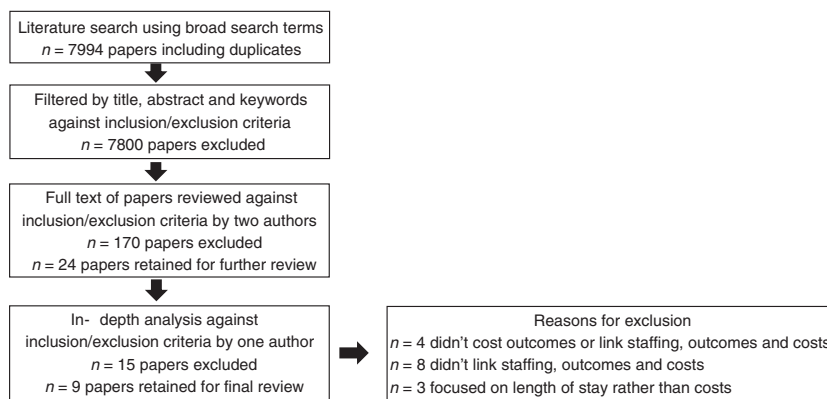 Literature search using broad search terms
n = 7994 papers including duplicates
Filtered by title, abstract and keywords
against inclusion/exclusion criteria
n = 7800 papers excluded
Full text of papers reviewed against
inclusion/exclusion criteria by two authors
n = 170 papers excluded
n = 24 papers retained for further review
In- depth analysis against
inclusion/exclusion criteria by one author
n = 15 papers excluded
n = 9 papers retained for final review
Reasons for exclusion
n = 4 didn't cost outcomes or link staffing, outcomes and costs
n = 8 didn't link staffing, outcomes and costs
n = 3 focused on length of stay rather than costs